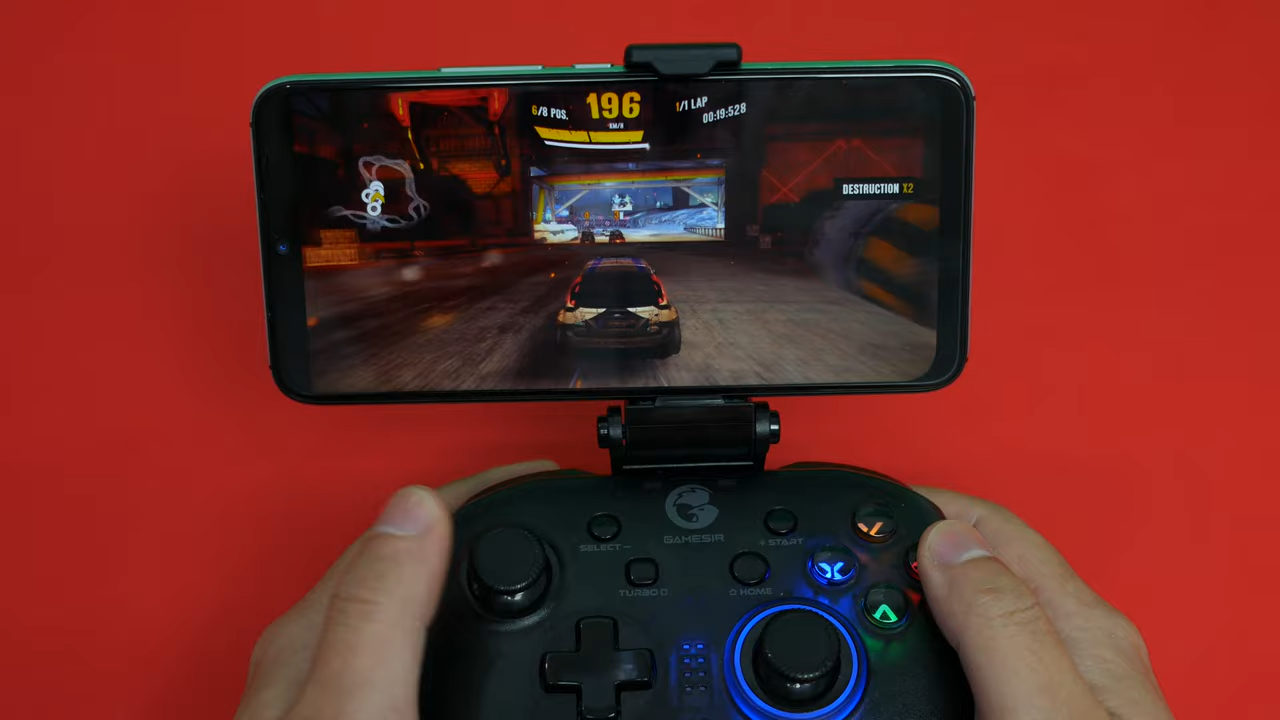 6/8 POS.
196
KM/H
1/1 LAP
00:19:528
DESTRUCTION X2
GAMESIR
SELECT −
+ START
TURBO
HOME
Y
X
A